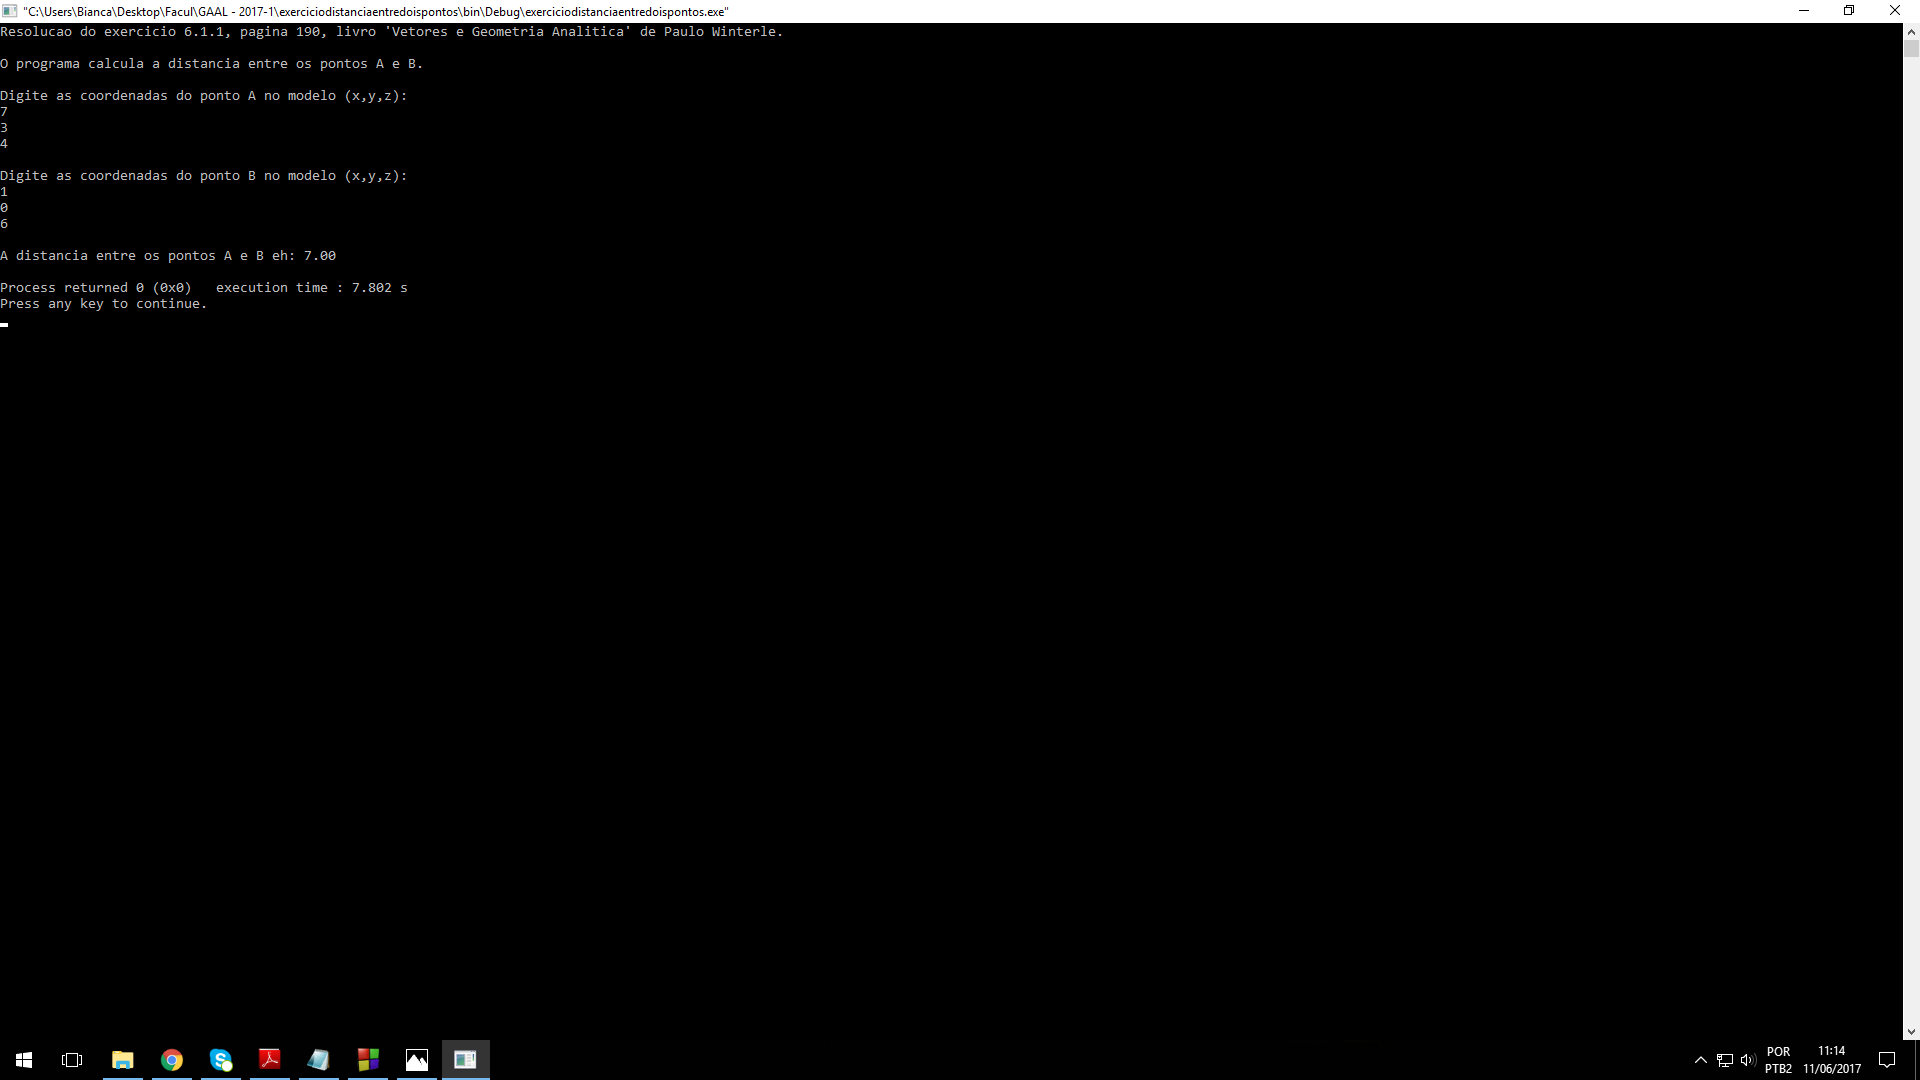 "C:\Users\Bianca\Desktop\Facul\GAAL - 2017-1\exerciciodistanciaentredoispontos\bin\Debug\exerciciodistanciaentredoispontos.exe"
Resolucao do exercicio 6.1.1, pagina 190, livro 'Vetores e Geometria Analitica' de Paulo Winterle.
O programa calcula a distancia entre os pontos A e B.
Digite as coordenadas do ponto A no modelo (x,y,z):
7
3
4
Digite as coordenadas do ponto B no modelo (x,y,z):
1
0
6
A distancia entre os pontos A e B eh: 7.00
Process returned 0 (0x0)   execution time : 7.802 s
Press any key to continue.
POR
PTB2
11:14
11/06/2017